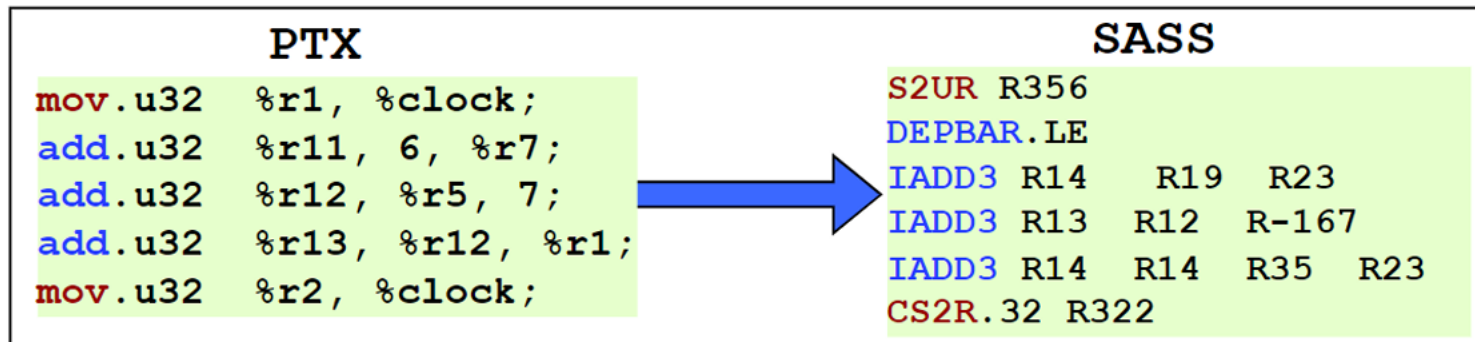 PTX
mov.u32 %r1, %clock;
add.u32 %r11, 6, %r7;
add.u32 %r12, %r5, 7;
add.u32 %r13, %r12, %r1;
mov.u32 %r2, %clock;
SASS
S2UR R356
DEPBAR.LE
IADD3 R14 R19 R23
IADD3 R13 R12 R-167
IADD3 R14 R14 R35 R23
CS2R.32 R322